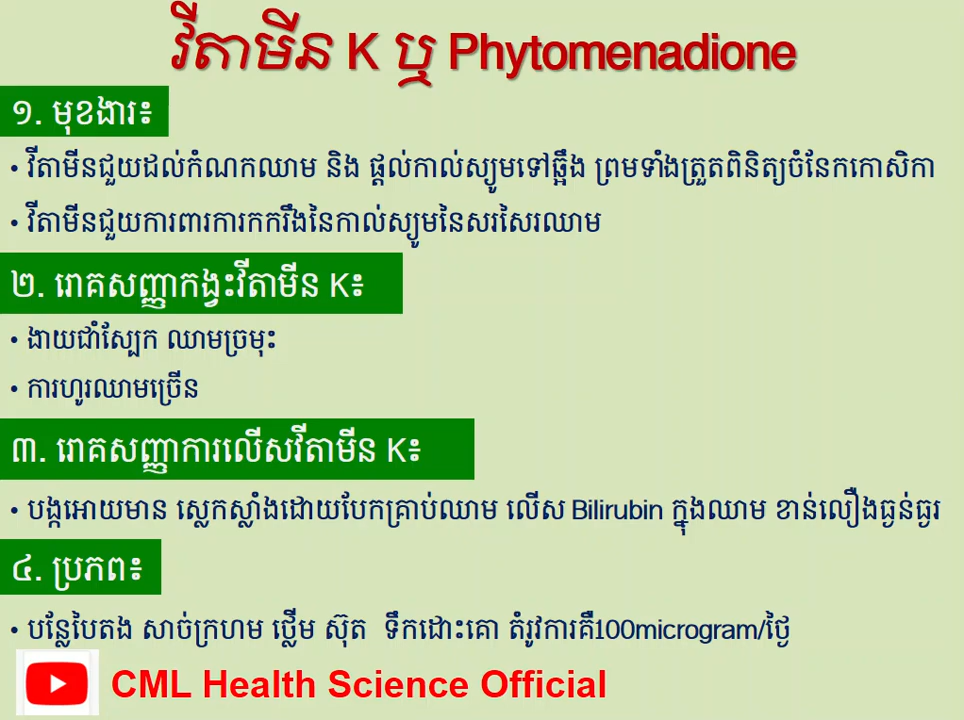 វីតាមីន K ឬ Phytomenadione
១. មុខងារ៖
• វីតាមីនជួយដល់កំណកឈាម និង ផ្តល់កាល់ស្យូមទៅឆ្អឹង ព្រមទាំងត្រួតពិនិត្យចំនែកកោសិកា
• វីតាមីនជួយការពារការកករឹងនៃកាល់ស្យូមនៃសរសៃរឈាម
២. រោគសញ្ញាកង្វះវីតាមីន K៖
• ងាយជាំស្បែក ឈាមច្រមុះ
• ការហូរឈាមច្រើន
៣. រោគសញ្ញាការលើសវីតាមីន K៖
• បង្កអោយមាន ស្លេកស្លាំងដោយបែកគ្រាប់ឈាម លើស Bilirubin ក្នុងឈាម ខាន់លឿងធ្ងន់ធ្ងរ
៤. ប្រភព៖
• បន្លែបៃតង សាច់ក្រហម ថ្លើម ស៊ុត ទឹកដោះគោ តំរូវការគឺ100microgram/ថ្ងៃ
CML Health Science Official